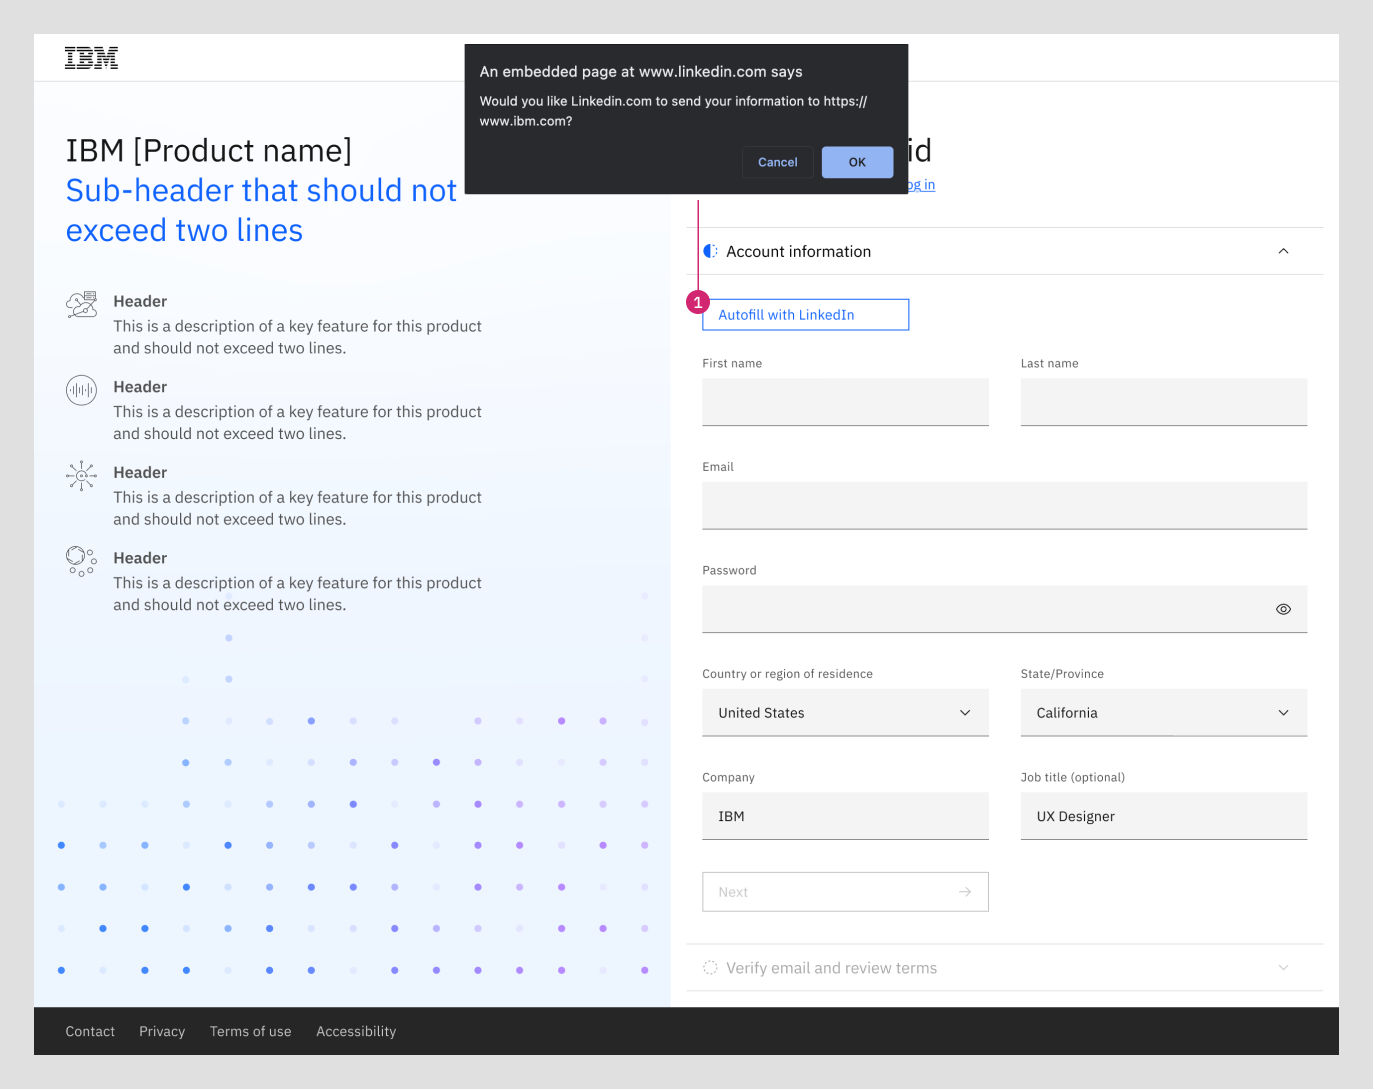 IBM
An embedded page at www.linkedin.com says
Would you like Linkedin.com to send your information to https://
www.ibm.com?
Cancel
OK
IBM [Product name]
Sub-header that should not
exceed two lines
Header
This is a description of a key feature for this product
and should not exceed two lines.
Header
This is a description of a key feature for this product
and should not exceed two lines.
Header
This is a description of a key feature for this product
and should not exceed two lines.
Header
This is a description of a key feature for this product
and should not exceed two lines.
id
og in
Account information
1
Autofill with LinkedIn
First name
Last name
Email
Password
Country or region of residence
State/Province
United States
California
Company
Job title (optional)
IBM
UX Designer
Next
Verify email and review terms
Contact
Privacy
Terms of use
Accessibility